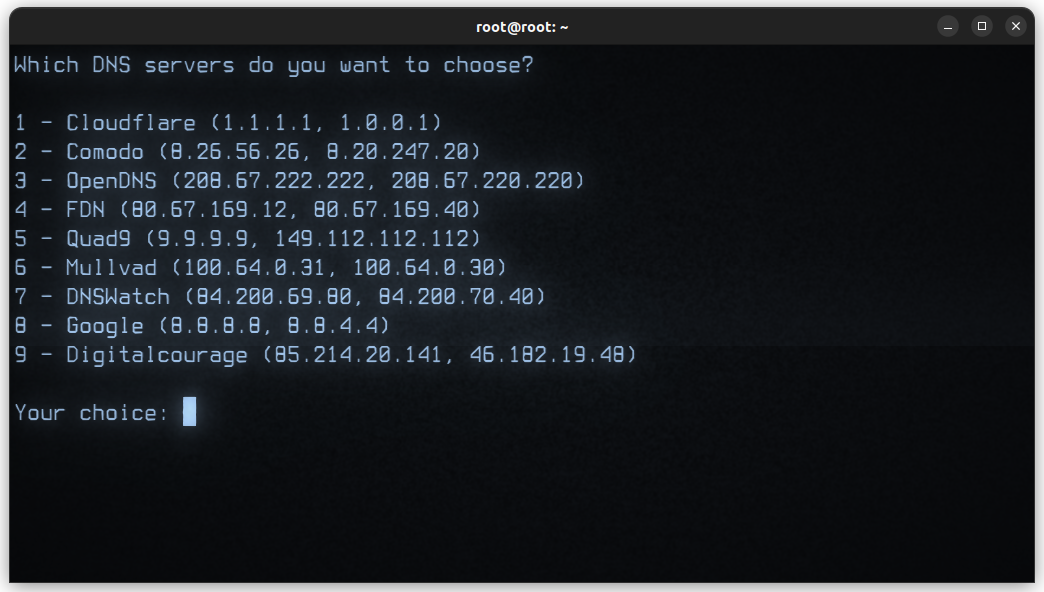 root@root: ~
Which DNS servers do you want to choose?
1 - Cloudflare (1.1.1.1, 1.0.0.1)
2 - Comodo (8.26.56.26, 8.20.247.20)
3 - OpenDNS (208.67.222.222, 208.67.220.220)
4 - FDN (80.67.169.12, 80.67.169.40)
5 - Quad9 (9.9.9.9, 149.112.112.112)
6 - Mullvad (100.64.0.31, 100.64.0.30)
7 - DNSWatch (84.200.69.80, 84.200.70.40)
8 - Google (8.8.8.8, 8.8.4.4)
9 - Digitalcourage (85.214.20.141, 46.182.19.48)
Your choice: